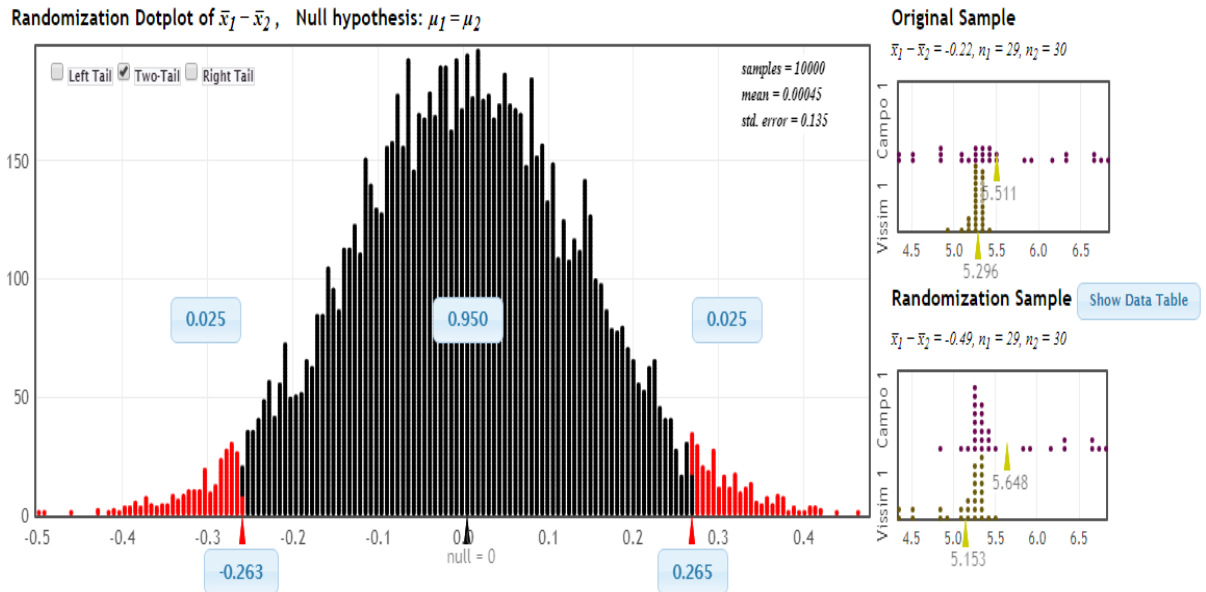 Randomization Dotplot of x̄1 − x̄2 , Null hypothesis: μ1 = μ2
Left Tail Two-Tail Right Tail
samples = 10000
mean = 0.00045
std. error = 0.135
150
100
50
0
0.025
0.950
0.025
-0.5 -0.4 -0.3 -0.2 -0.1 0.0 0.1 0.2 0.3 0.4
null = 0
-0.263
0.265
Original Sample
x̄1 − x̄2 = -0.22, n1 = 29, n2 = 30
Campo 1
5.511
Vissim 1
4.5 5.0 5.5 6.0 6.5
5.296
Randomization Sample Show Data Table
x̄1 − x̄2 = -0.49, n1 = 29, n2 = 30
Campo 1
5.648
Vissim 1
4.5 5.0 5.5 6.0 6.5
5.153